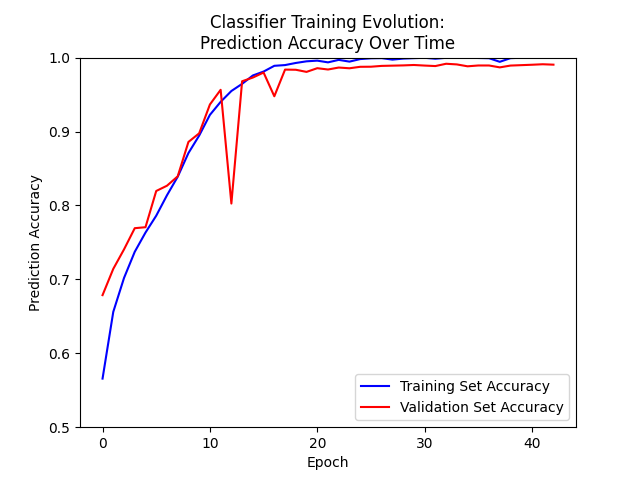 Classifier Training Evolution:
Prediction Accuracy Over Time
1.0
0.9
0.8
0.7
0.6
0.5
Prediction Accuracy
Training Set Accuracy
Validation Set Accuracy
0 10 20 30 40
Epoch